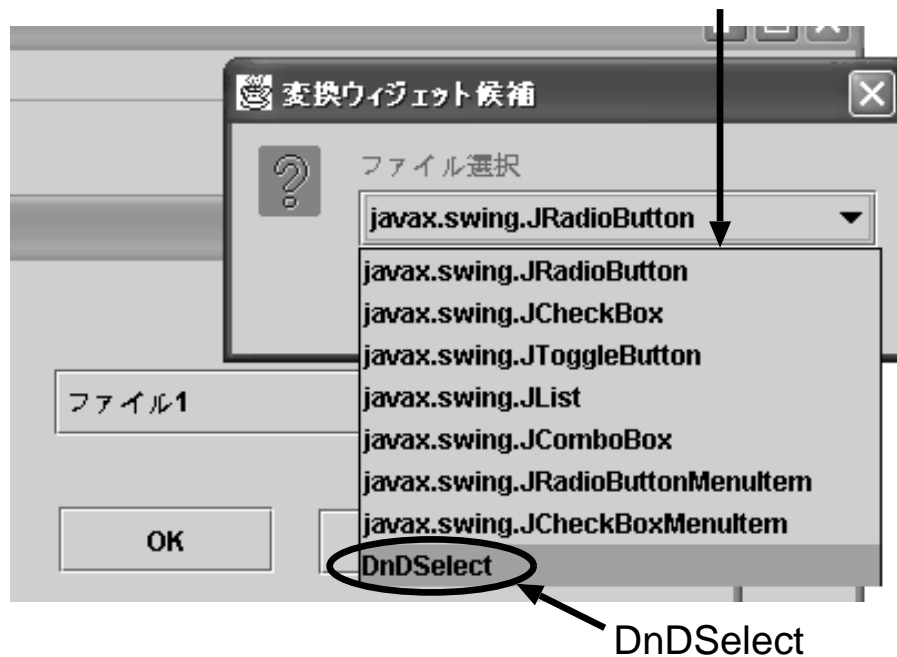 変換ウィジェット候補
ファイル選択
javax.swing.JRadioButton
javax.swing.JRadioButton
javax.swing.JCheckBox
javax.swing.JToggleButton
javax.swing.JList
javax.swing.JComboBox
javax.swing.JRadioButtonMenuItem
javax.swing.JCheckBoxMenuItem
DnDSelect
ファイル1
OK
DnDSelect